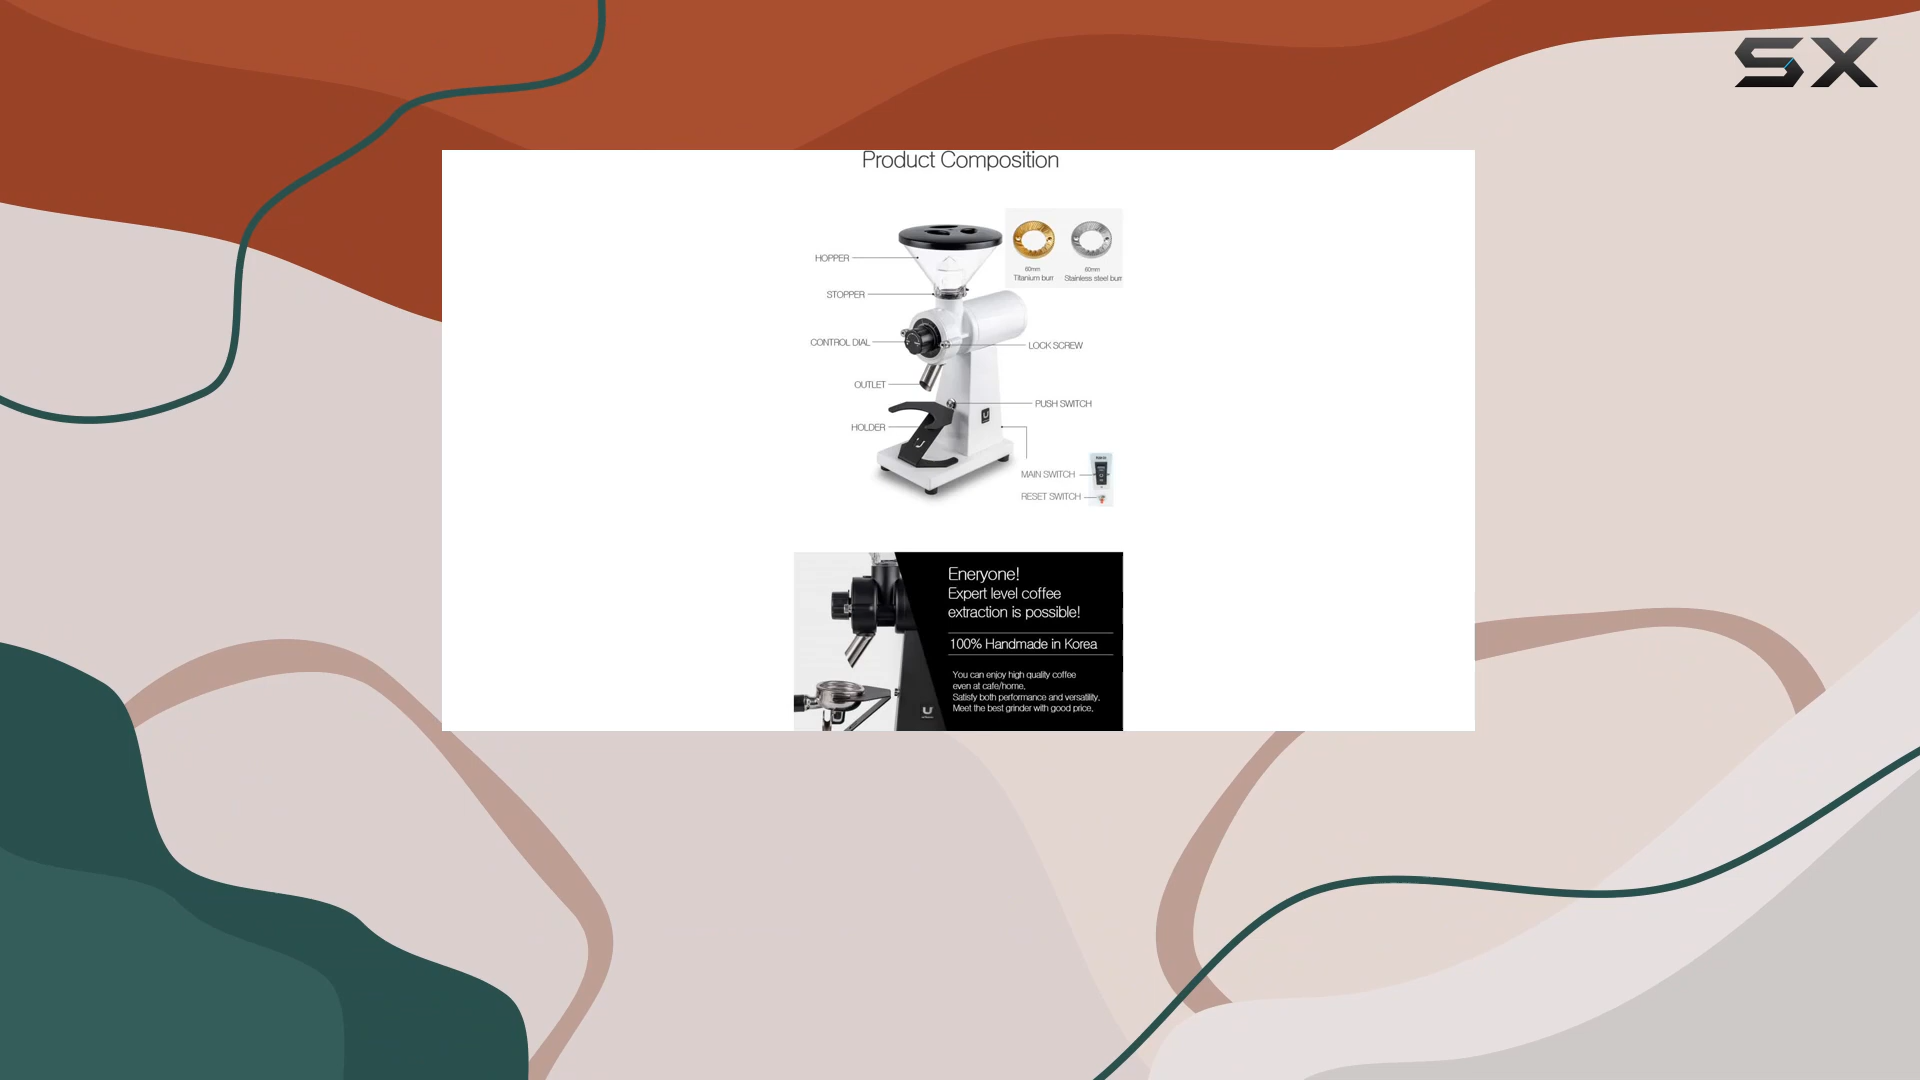 SX
Product Composition
HOPPER
STOPPER
CONTROL DIAL
OUTLET
HOLDER
60mm
Titanium burr
60mm
Stainless steel burr
LOCK SCREW
PUSH SWITCH
MAIN SWITCH
RESET SWITCH
Eneryone!
Expert level coffee
extraction is possible!
100% Handmade in Korea
You can enjoy high quality coffee
even at cafe/home.
Satisfy both performance and versatility.
Meet the best grinder with good price.